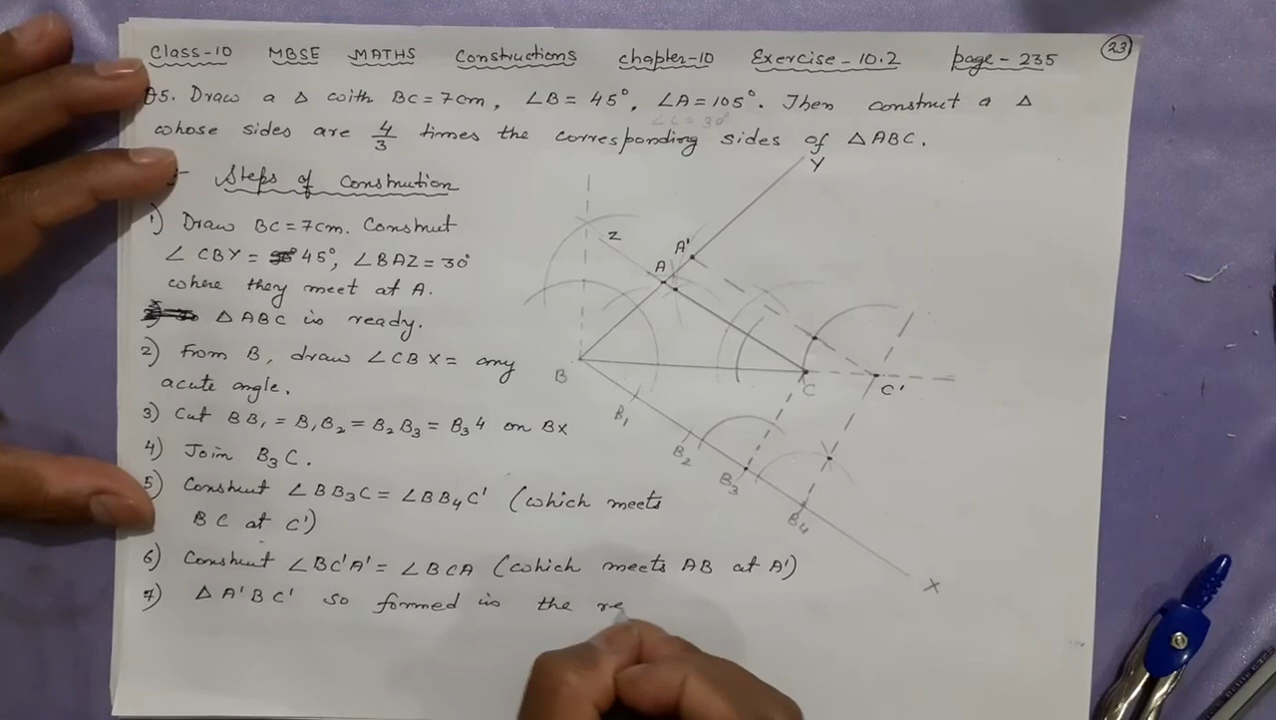 Class-10 MBSE MATHS Constructions chapter-10 Exercise-10.2 page-235
23
Q5. Draw a Δ with BC=7cm, ∠B=45°, ∠A=105°. Then construct a Δ
∠C=30°
whose sides are 4/3 times the corresponding sides of ΔABC.
Steps of Construction
1) Draw BC=7cm. Construct
∠CBY= 45°, ∠BAZ=30°
where they meet at A.
ΔABC is ready.
2) From B, draw ∠CBX= any
acute angle.
3) Cut BB₁ = B₁B₂ = B₂B₃ = B₃4 on BX
4) Join B₃C.
5) Construct ∠BB₃C = ∠BB₄C' (which meets
BC at C')
6) Construct ∠BC'A' = ∠BCA (which meets AB at A')
7) ΔA'BC' so formed is the re
Y
Z
A'
A
B
C
C'
B₁
B₂
B₃
B₄
X